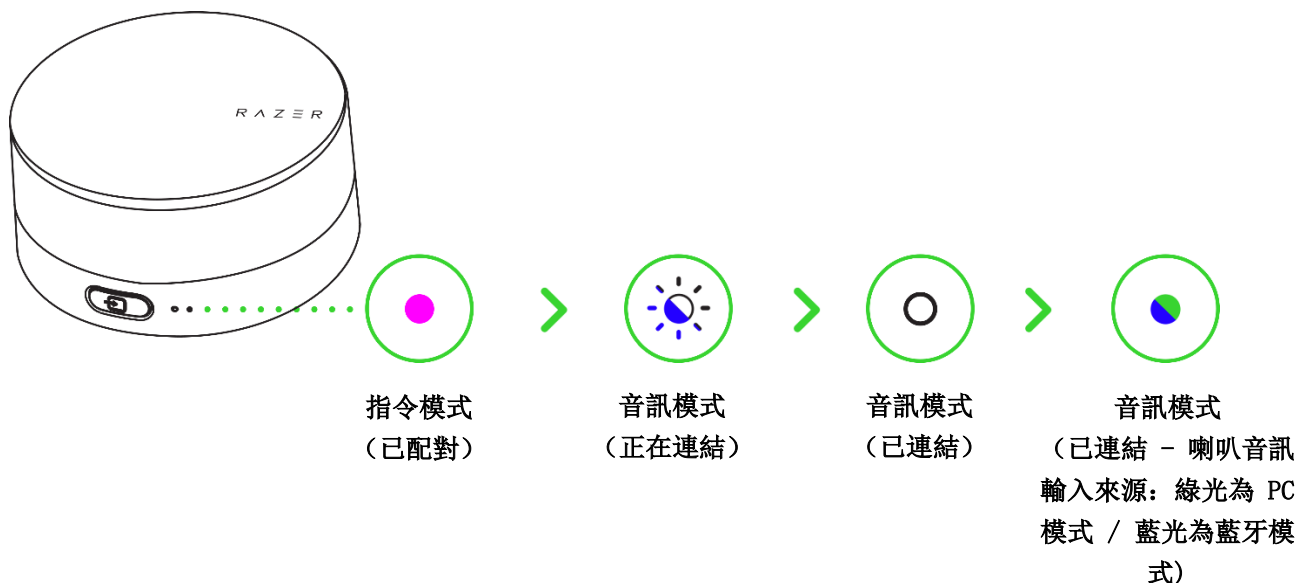 RAZER
指令模式
（已配對）
音訊模式
（正在連結）
音訊模式
（已連結）
音訊模式
（已連結 - 喇叭音訊
輸入來源：綠光為 PC
模式 / 藍光為藍牙模
式）